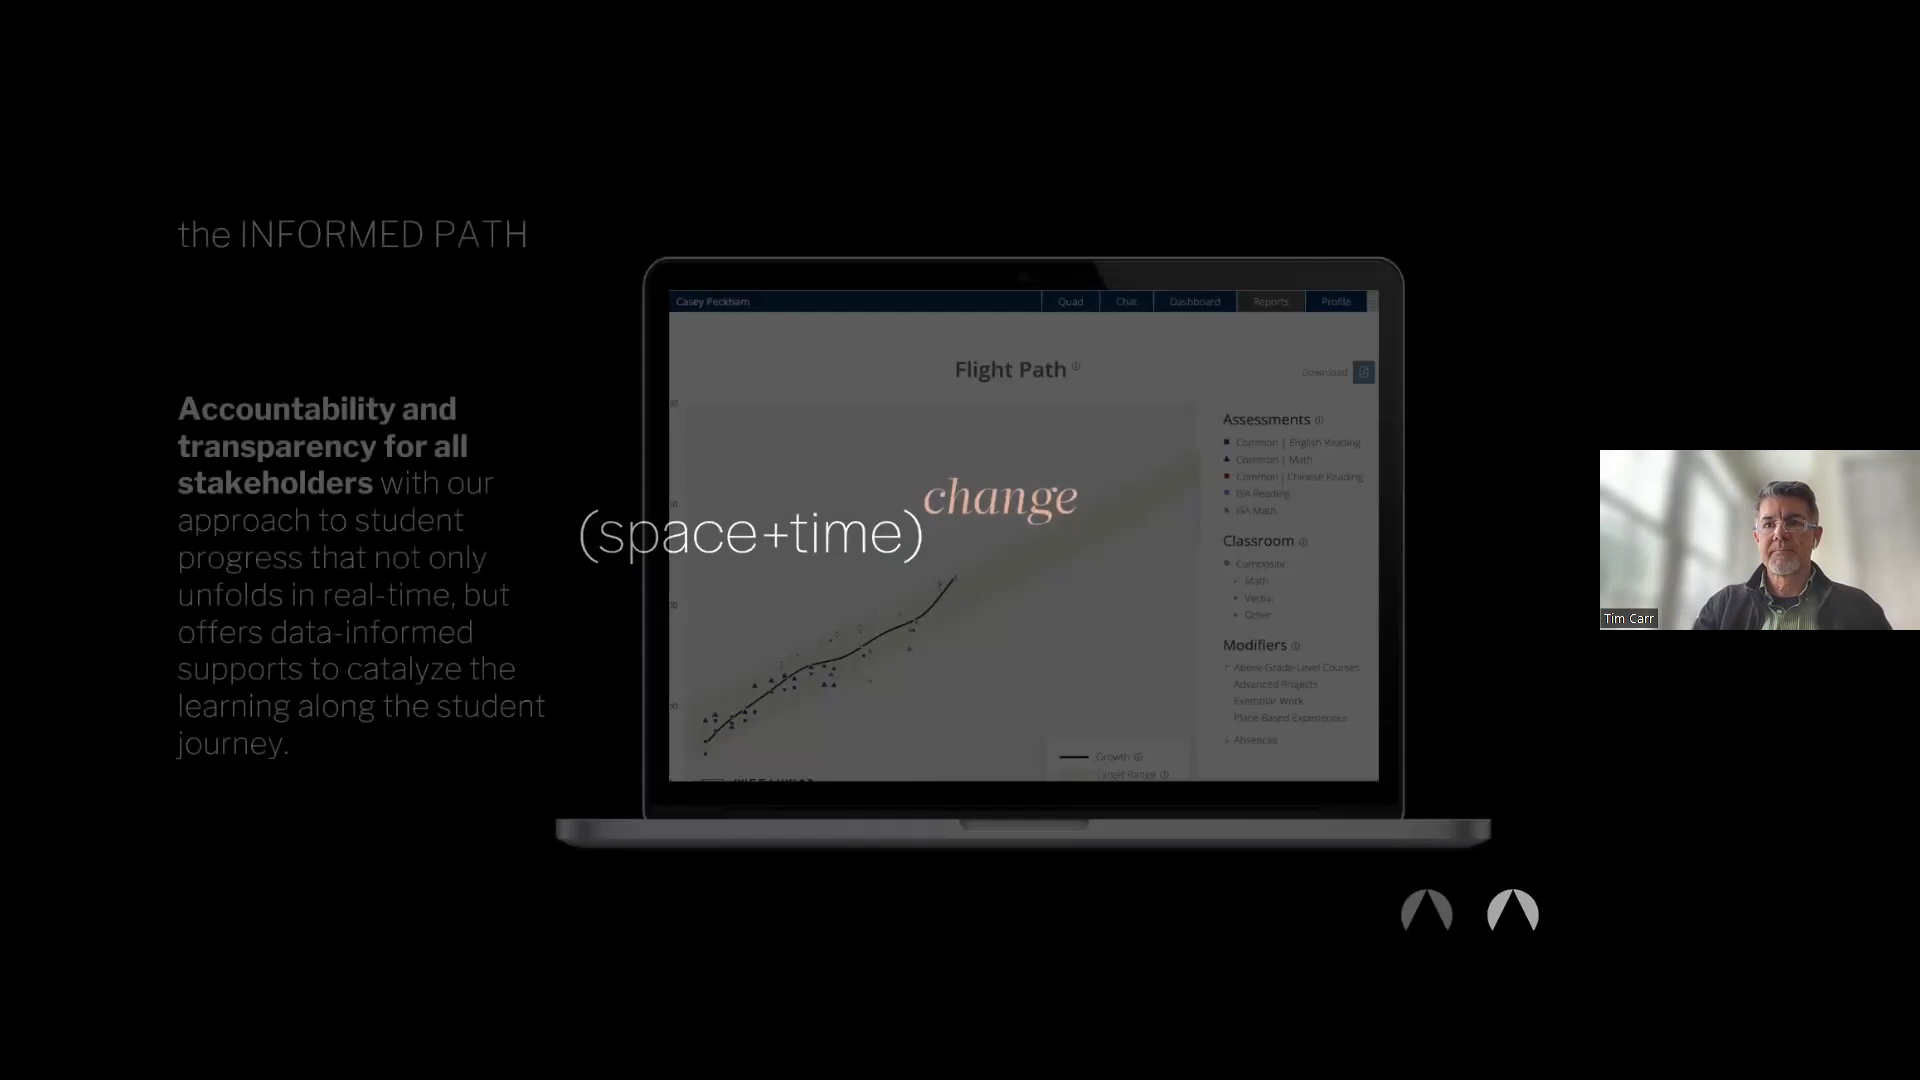 the INFORMED PATH
Accountability and
transparency for all
stakeholders with our
approach to student
progress that not only
unfolds in real-time, but
offers data-informed
supports to catalyze the
learning along the student
journey.
(space+time)change
Casey Peckham
Quad
Chat
Dashboard
Reports
Profile
Flight Path
Download
Assessments
Common | English Reading
Common | Math
Common | Chinese Reading
ISA Reading
ISA Math
Classroom
Composite
Math
Verbal
Other
Modifiers
Above-Grade-Level Courses
Advanced Projects
Exemplar Work
Place-Based Experiences
Absences
Growth
Target Range
Tim Carr